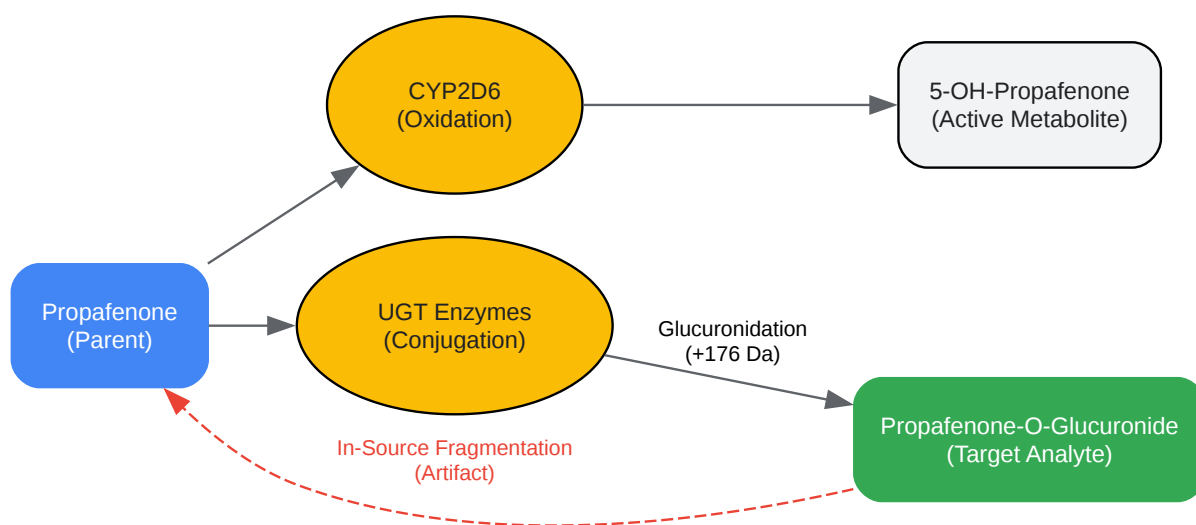 CYP2D6
(Oxidation)
5-OH-Propafenone
(Active Metabolite)
Propafenone
(Parent)
UGT Enzymes
(Conjugation)
Glucuronidation
(+176 Da)
Propafenone-O-Glucuronide
(Target Analyte)
In-Source Fragmentation
(Artifact)